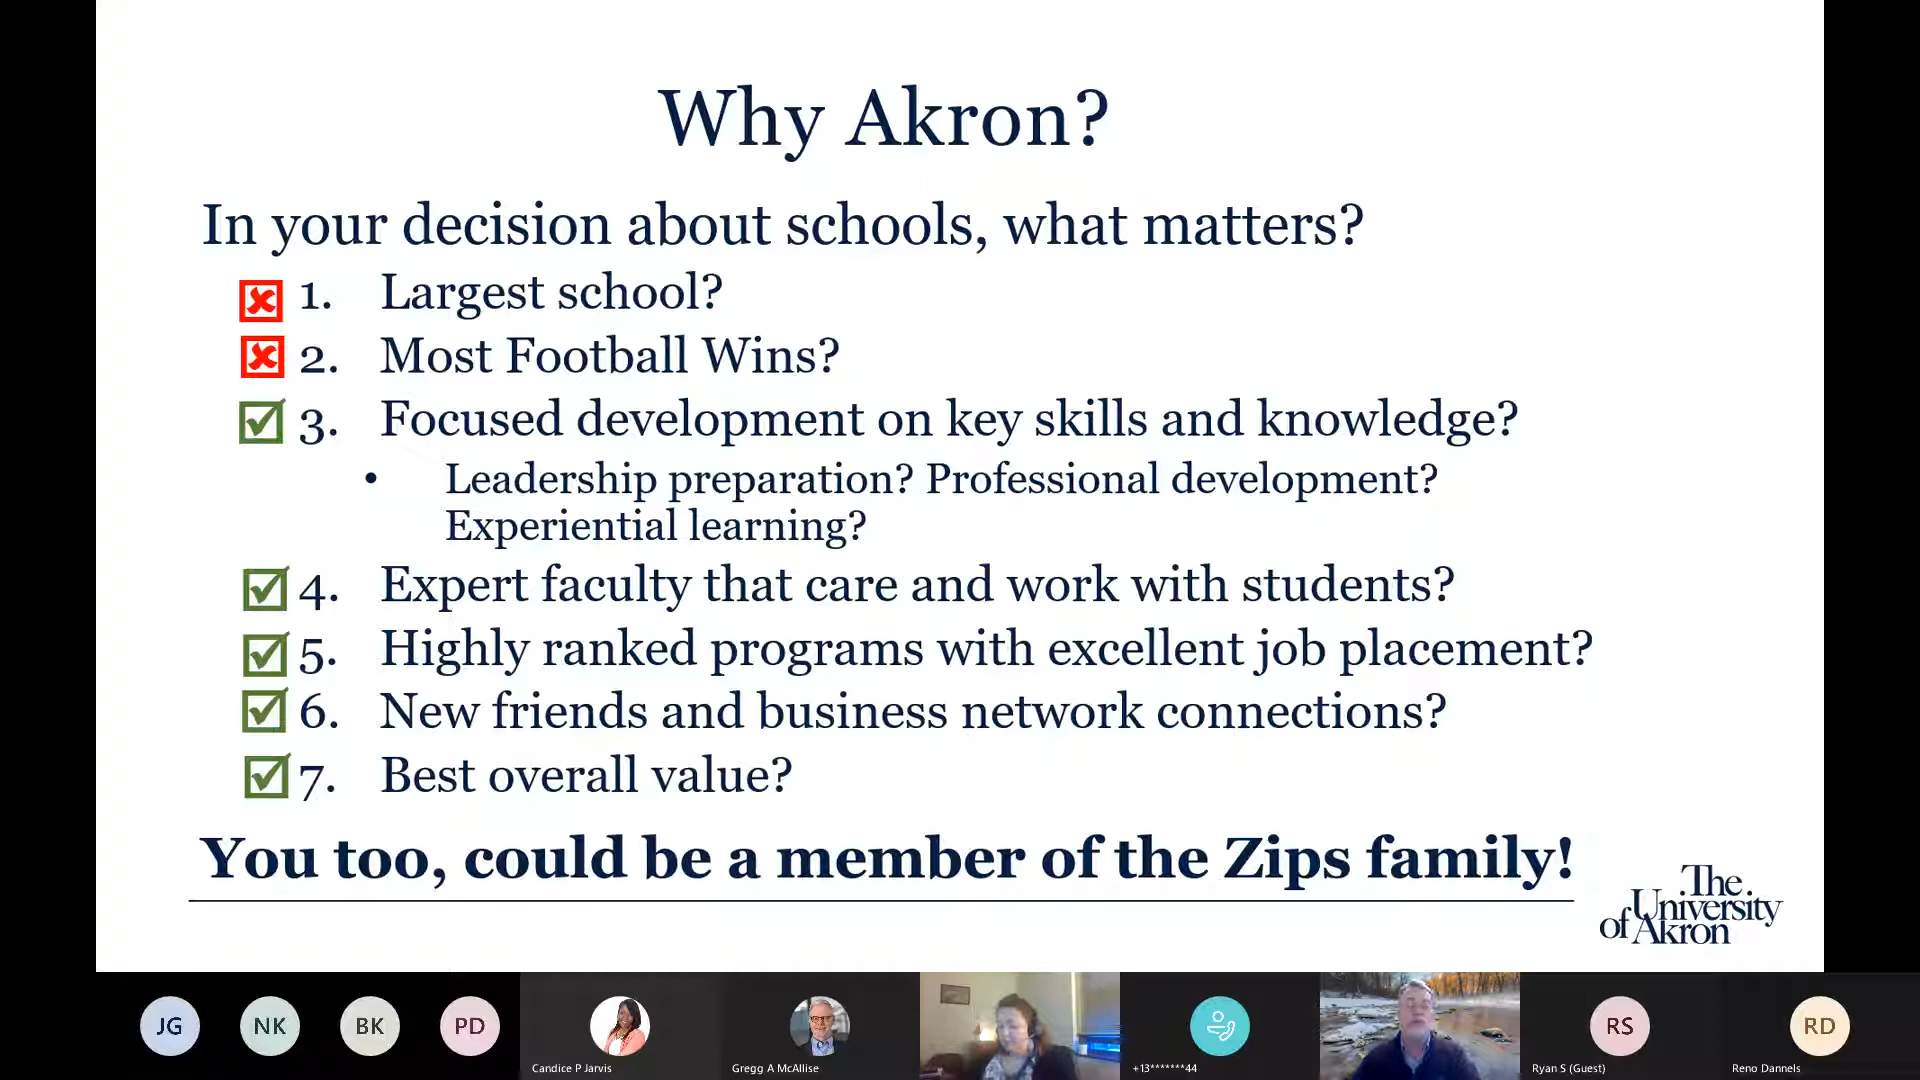 Why Akron?
In your decision about schools, what matters?
1. Largest school?
2. Most Football Wins?
3. Focused development on key skills and knowledge?
• Leadership preparation? Professional development?
Experiential learning?
4. Expert faculty that care and work with students?
5. Highly ranked programs with excellent job placement?
6. New friends and business network connections?
7. Best overall value?
You too, could be a member of the Zips family!
The
University
of Akron
JG
NK
BK
PD
RS
RD
Candice P Jarvis
Gregg A McAllise
+13*******44
Ryan S (Guest)
Reno Dannels